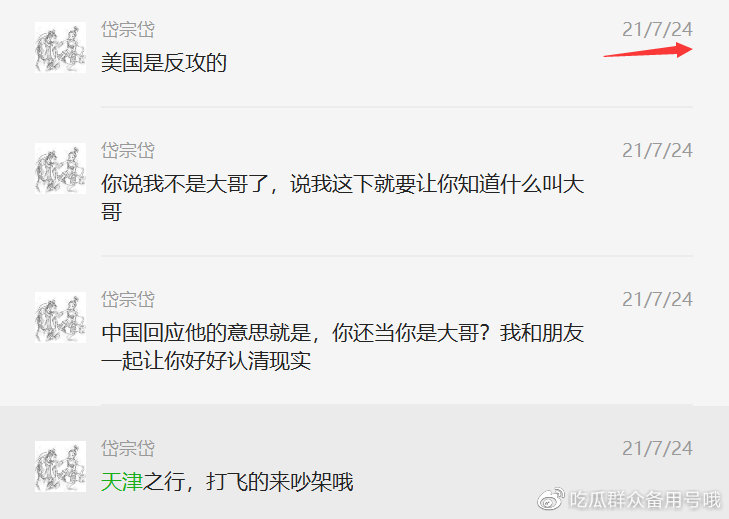 岱宗岱
21/7/24
美国是反攻的
岱宗岱
21/7/24
你说我不是大哥了，说我这下就要让你知道什么叫大
哥
岱宗岱
21/7/24
中国回应他的意思就是，你还当你是大哥？我和朋友
一起让你好好认清现实
岱宗岱
21/7/24
天津之行，打飞的来吵架哦
吃瓜群众备用号哦